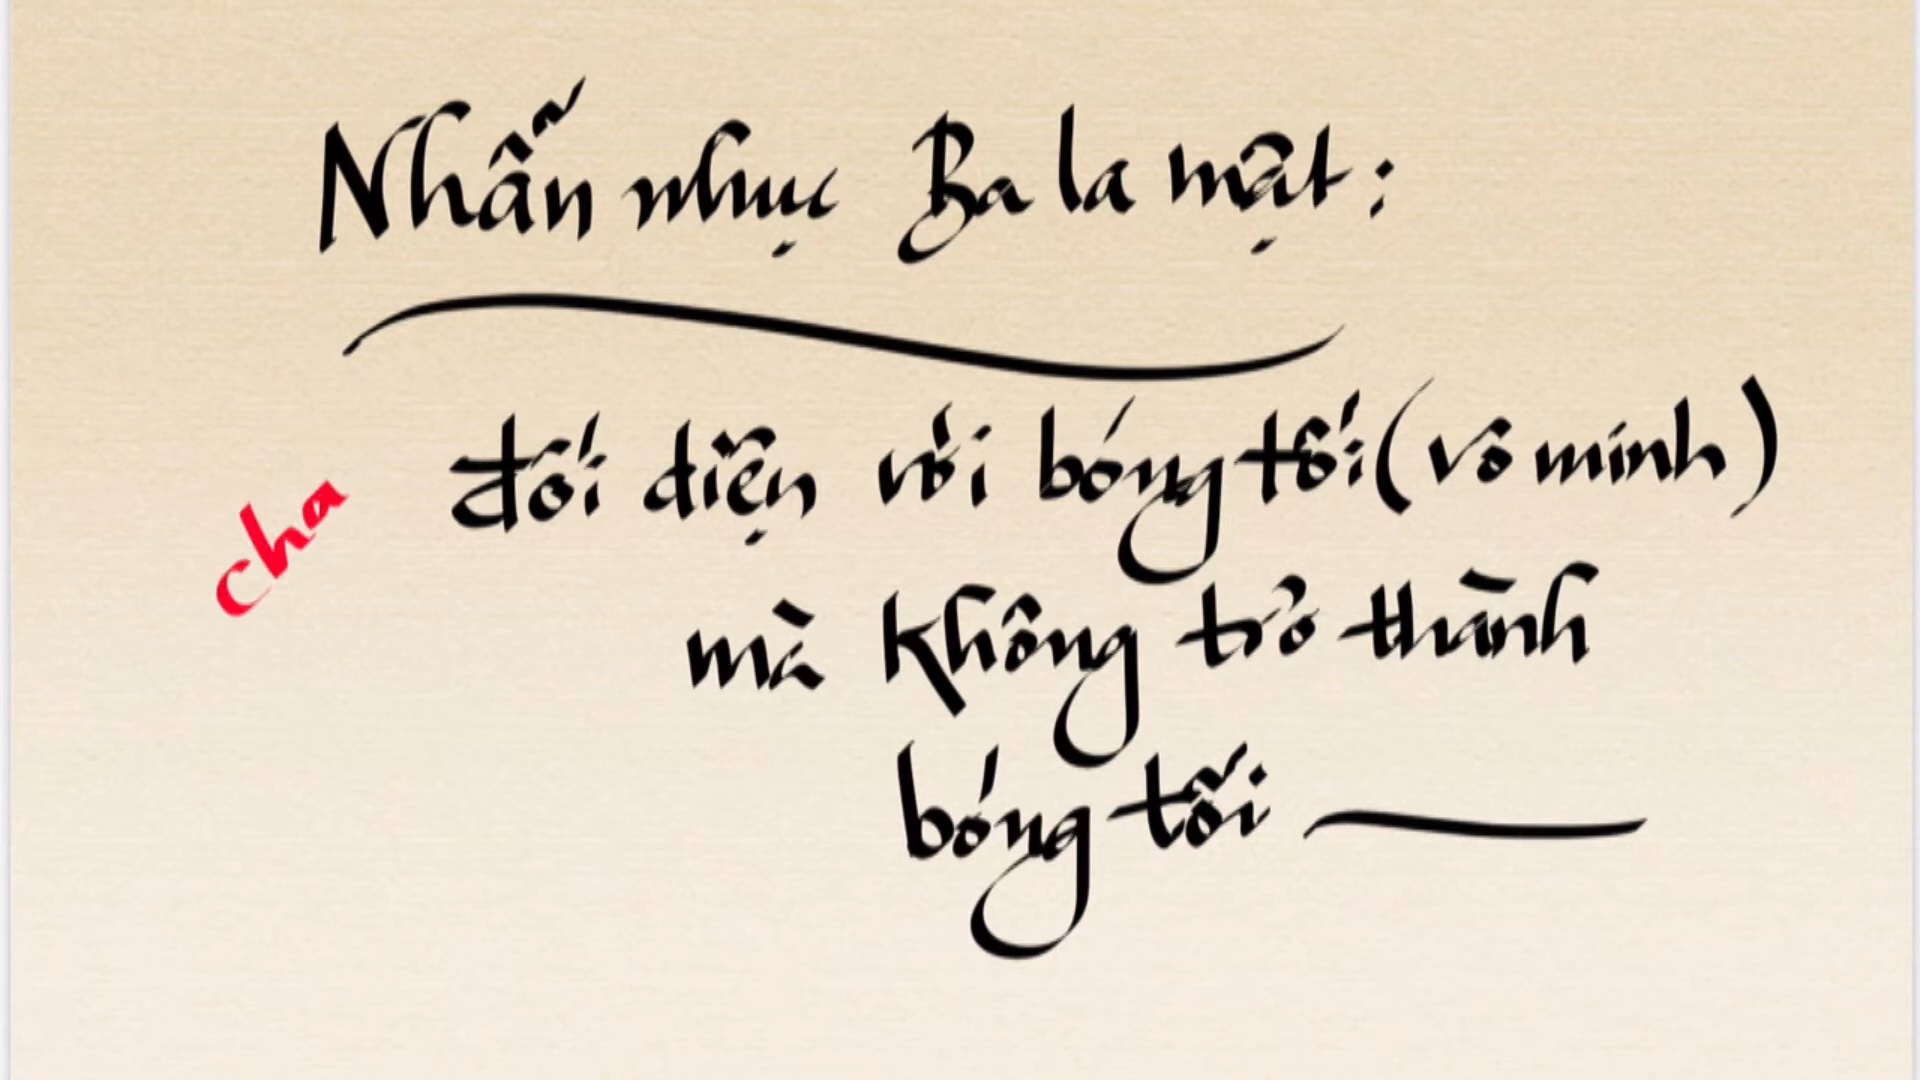 Nhẫn nhục Ba la mật:
đối diện với bóng tối (vô minh)
cha
mà không trở thành
bóng tối